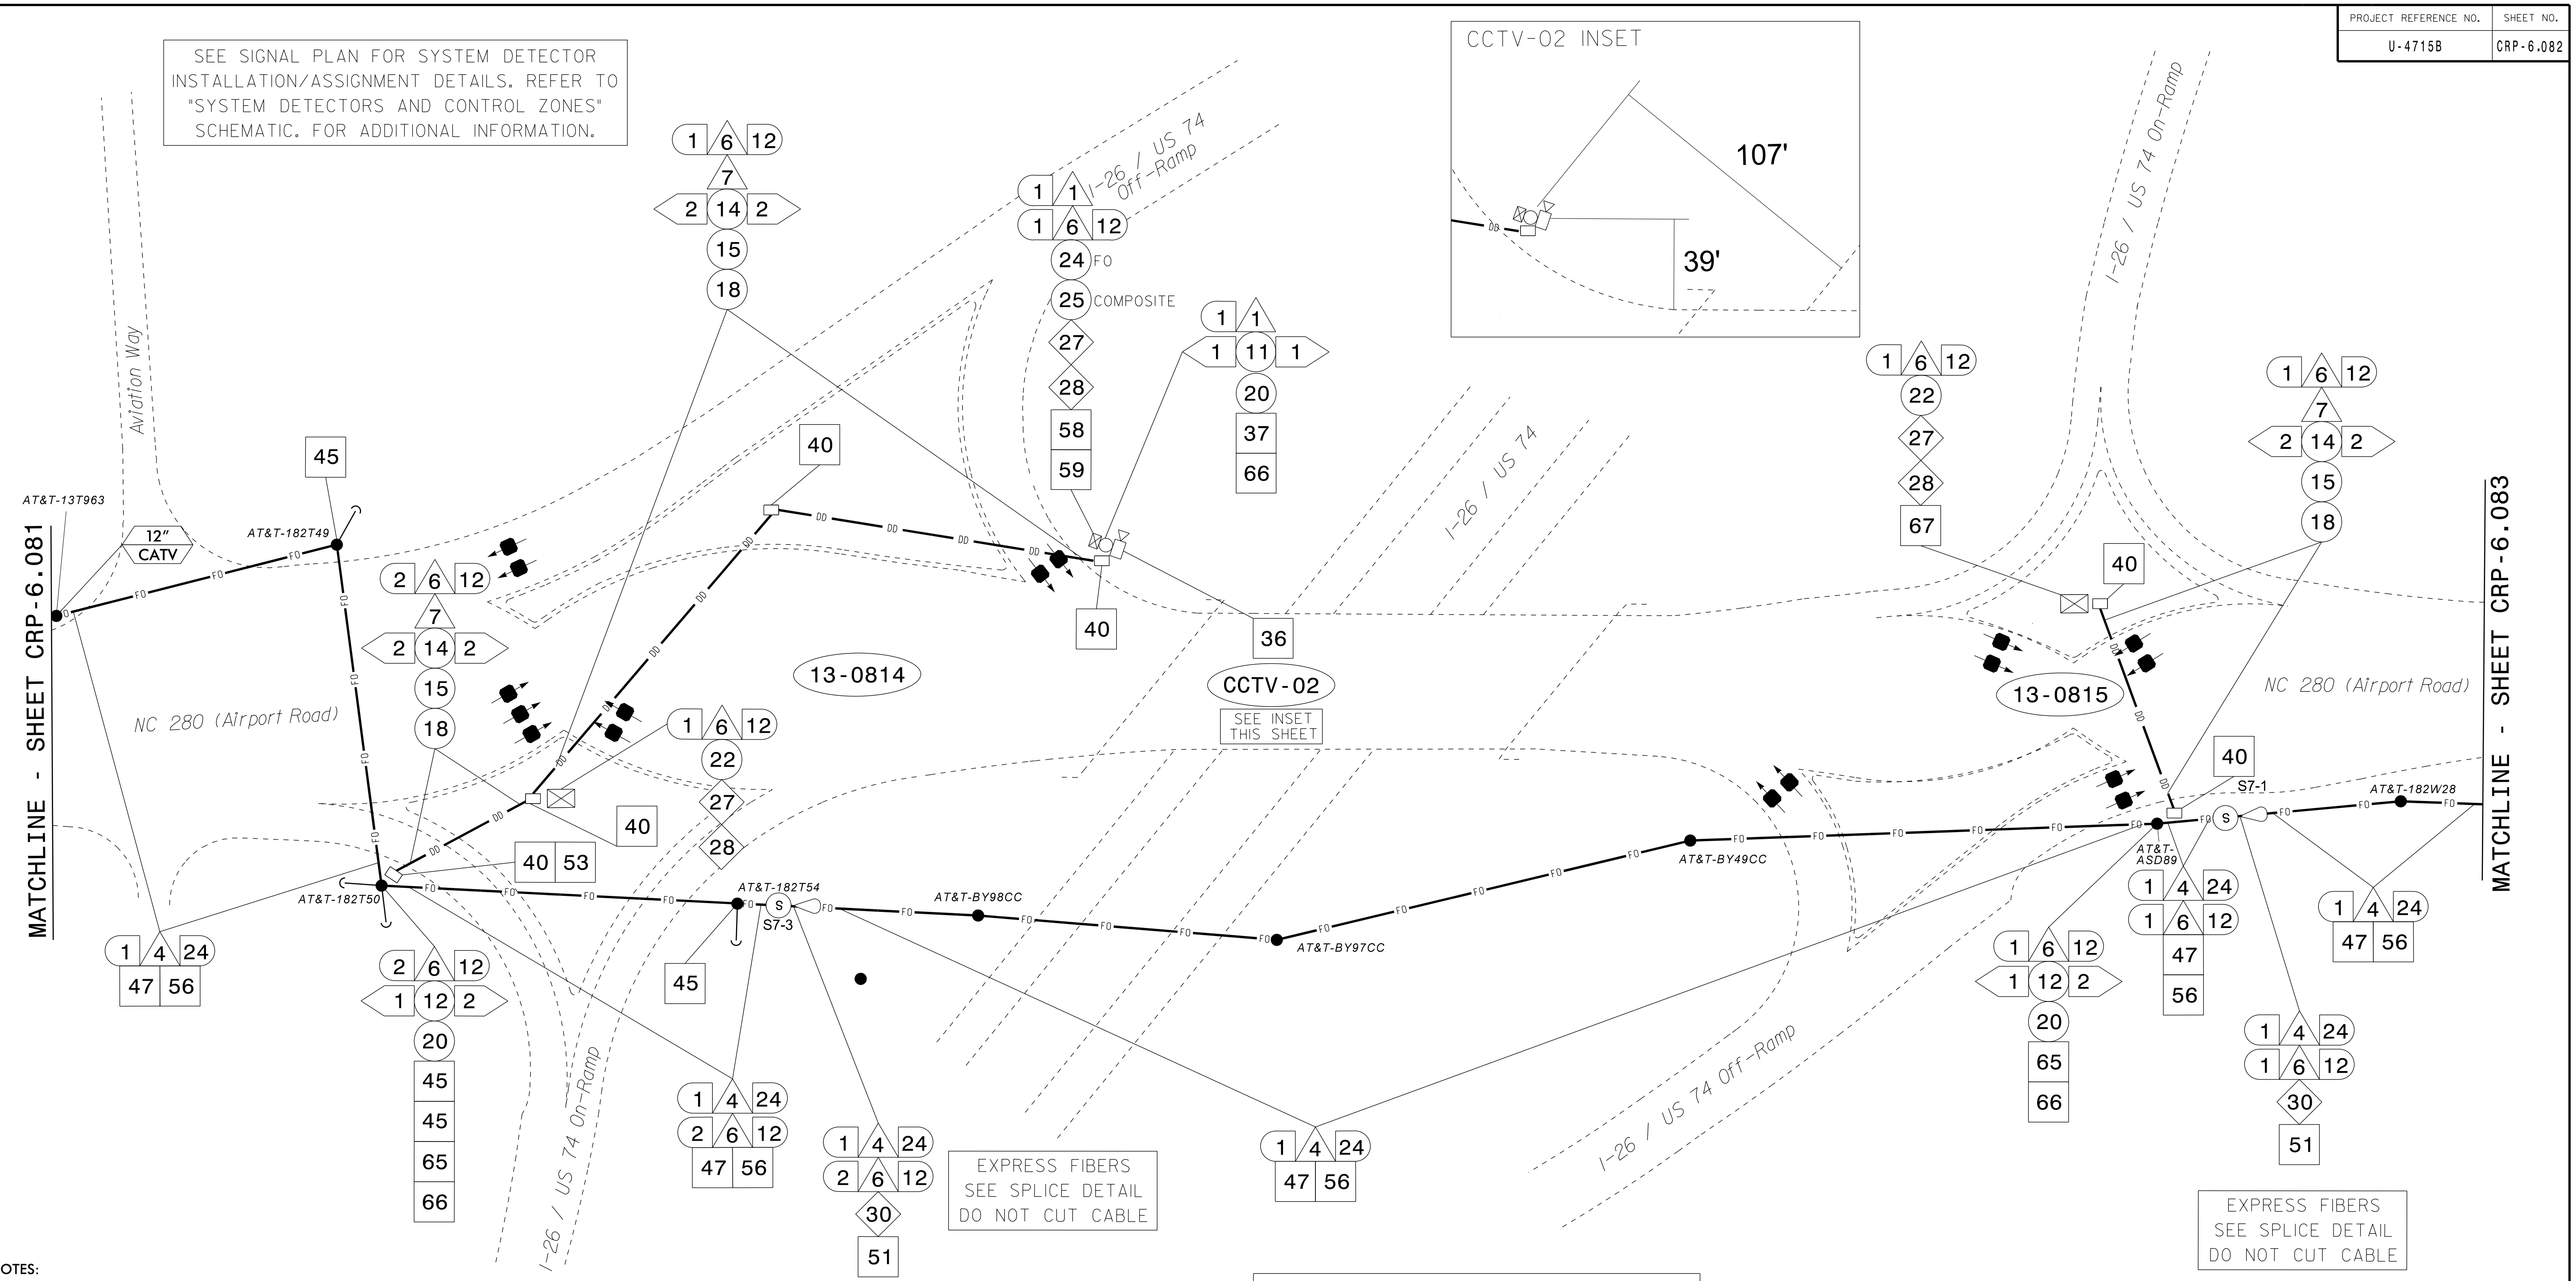 PROJECT REFERENCE NO. SHEET NO.
U-4715B CRP-6.082
SEE SIGNAL PLAN FOR SYSTEM DETECTOR
INSTALLATION/ASSIGNMENT DETAILS. REFER TO
"SYSTEM DETECTORS AND CONTROL ZONES"
SCHEMATIC. FOR ADDITIONAL INFORMATION.
CCTV-02 INSET
107'
39'
DD
1 6 12
7
2 14 2
15
18
I-26 / US 74
Off-Ramp
1 1
1 6 12
24 FO
25 COMPOSITE
27
28
58
59
1 1
1 11 1
20
37
66
I-26 / US 74 On-Ramp
1 6 12
22
27
28
67
1 6 12
7
2 14 2
15
18
Aviation Way
45
40
I-26 / US 74
AT&T-13T963
12"
CATV
AT&T-182T49
MATCHLINE - SHEET CRP-6.081
MATCHLINE - SHEET CRP-6.083
FO FO FO
DD DD DD DD
40
2 6 12
7
2 14 2
15
18
40
36
13-0814
CCTV-02
SEE INSET
THIS SHEET
13-0815
NC 280 (Airport Road)
NC 280 (Airport Road)
1 6 12
22
27
28
40
40 53
40
S7-1
S
AT&T-182W28
AT&T-182T50
AT&T-182T54
S
S7-3
AT&T-BY98CC
AT&T-BY97CC
AT&T-BY49CC
AT&T-
ASD89
1 4 24
47 56
2 6 12
1 12 2
20
45
45
65
66
45
1 4 24
2 6 12
47 56
1 4 24
2 6 12
30
51
EXPRESS FIBERS
SEE SPLICE DETAIL
DO NOT CUT CABLE
I-26 / US 74 On-Ramp
1 4 24
47 56
I-26 / US 74 Off-Ramp
1 6 12
1 12 2
20
65
66
1 4 24
1 6 12
47
56
1 4 24
47 56
1 4 24
1 6 12
30
51
EXPRESS FIBERS
SEE SPLICE DETAIL
DO NOT CUT CABLE
OTES: